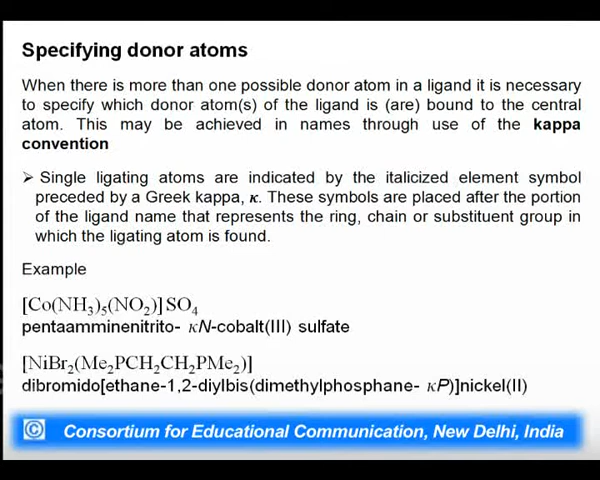 Specifying donor atoms
When there is more than one possible donor atom in a ligand it is necessary
to specify which donor atom(s) of the ligand is (are) bound to the central
atom. This may be achieved in names through use of the kappa
convention
➢ Single ligating atoms are indicated by the italicized element symbol
preceded by a Greek kappa, κ. These symbols are placed after the portion
of the ligand name that represents the ring, chain or substituent group in
which the ligating atom is found.
Example
[Co(NH₃)₅(NO₂)]SO₄
pentaamminenitrito- κN-cobalt(III) sulfate
[NiBr₂(Me₂PCH₂CH₂PMe₂)]
dibromido[ethane-1,2-diylbis(dimethylphosphane- κP)]nickel(II)
© Consortium for Educational Communication, New Delhi, India